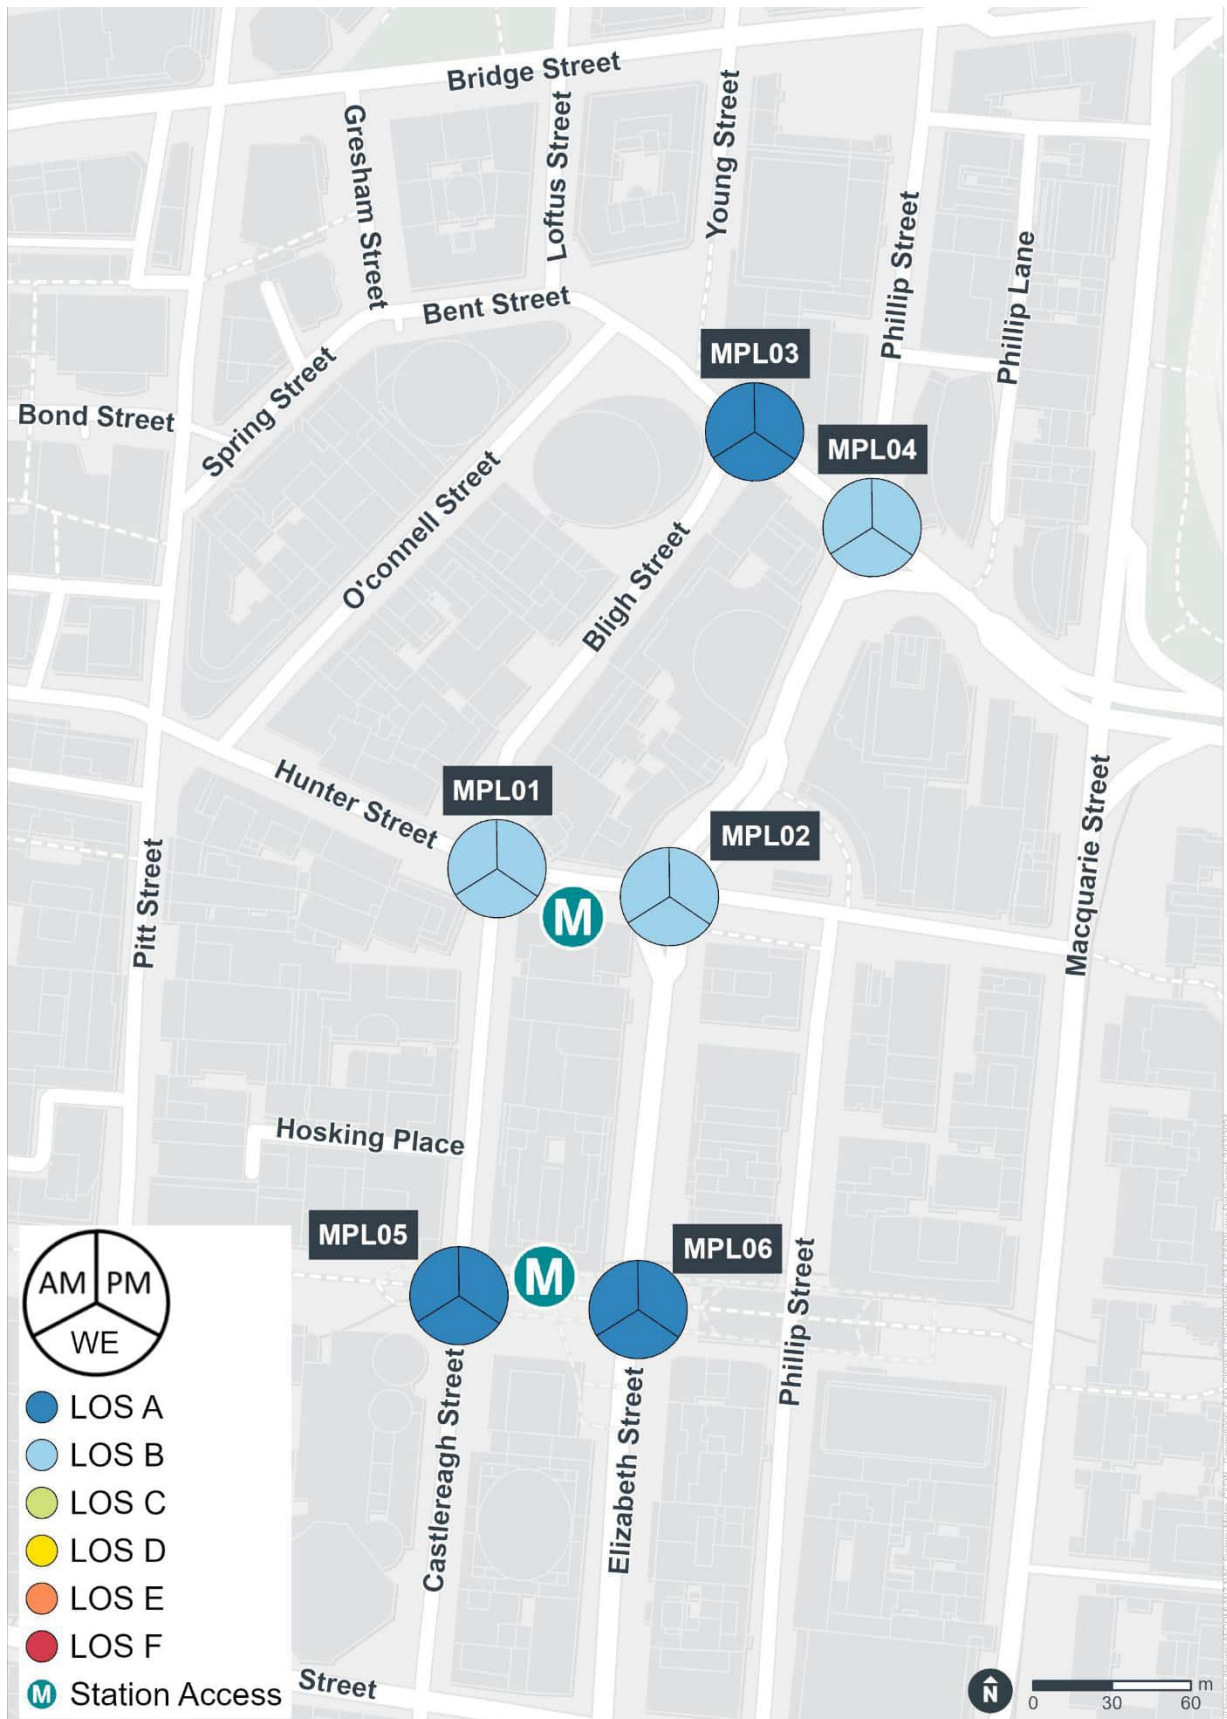 Bridge Street
Gresham Street
Loftus Street
Young Street
Phillip Street
Phillip Lane
Bent Street
MPL03
Spring Street
Bond Street
MPL04
O'connell Street
Bligh Street
Hunter Street
MPL01
MPL02
Macquarie Street
Pitt Street
M
Hosking Place
MPL05
M
MPL06
Phillip Street
Castlereagh Street
Elizabeth Street
AM PM
WE
LOS A
LOS B
LOS C
LOS D
LOS E
LOS F
M Station Access
Street
N
m
0 30 60